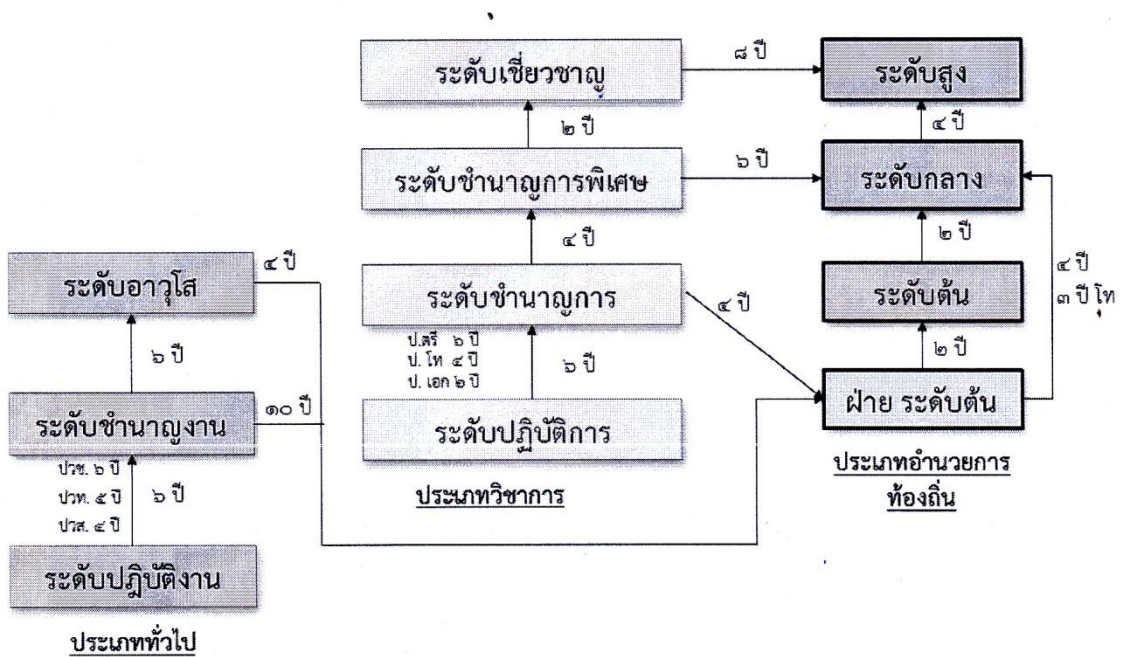 ระดับเชี่ยวชาญ
๘ ปี
ระดับสูง
๒ ปี
๔ ปี
ระดับชำนาญการพิเศษ
๖ ปี
ระดับกลาง
๔ ปี
๒ ปี
ระดับอาวุโส
๔ ปี
ระดับชำนาญการ
๔ ปี
ระดับต้น
๔ ปี
๓ ปี โท
๖ ปี
ป.ตรี ๖ ปี
ป. โท ๔ ปี
ป. เอก ๒ ปี
๖ ปี
๒ ปี
ระดับชำนาญงาน
๑๐ ปี
ระดับปฏิบัติการ
ฝ่าย ระดับต้น
ปวช. ๖ ปี
ปวท. ๕ ปี
ปวส. ๔ ปี
๖ ปี
ประเภทวิชาการ
ประเภทอำนวยการ
ท้องถิ่น
ระดับปฏิบัติงาน
ประเภททั่วไป